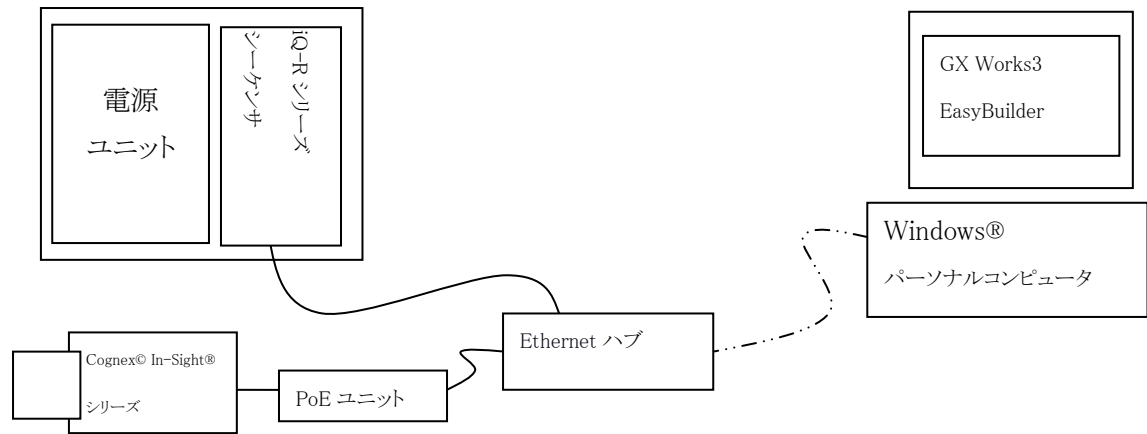 電源
ユニット
iQ-R シリーズ
シーケンサ
GX Works3
EasyBuilder
Windows®
パーソナルコンピュータ
Ethernet ハブ
Cognex© In-Sight®
シリーズ
PoE ユニット